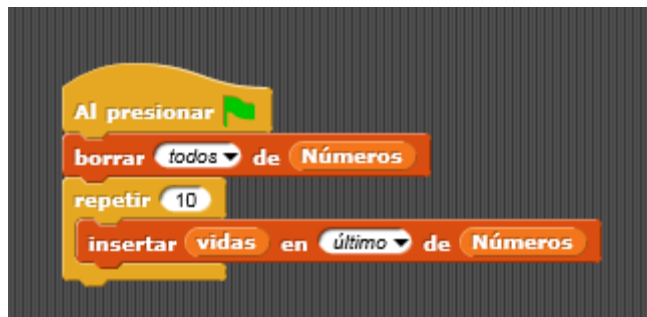 Al presionar
borrar todos de Números
repetir 10
insertar vidas en último de Números